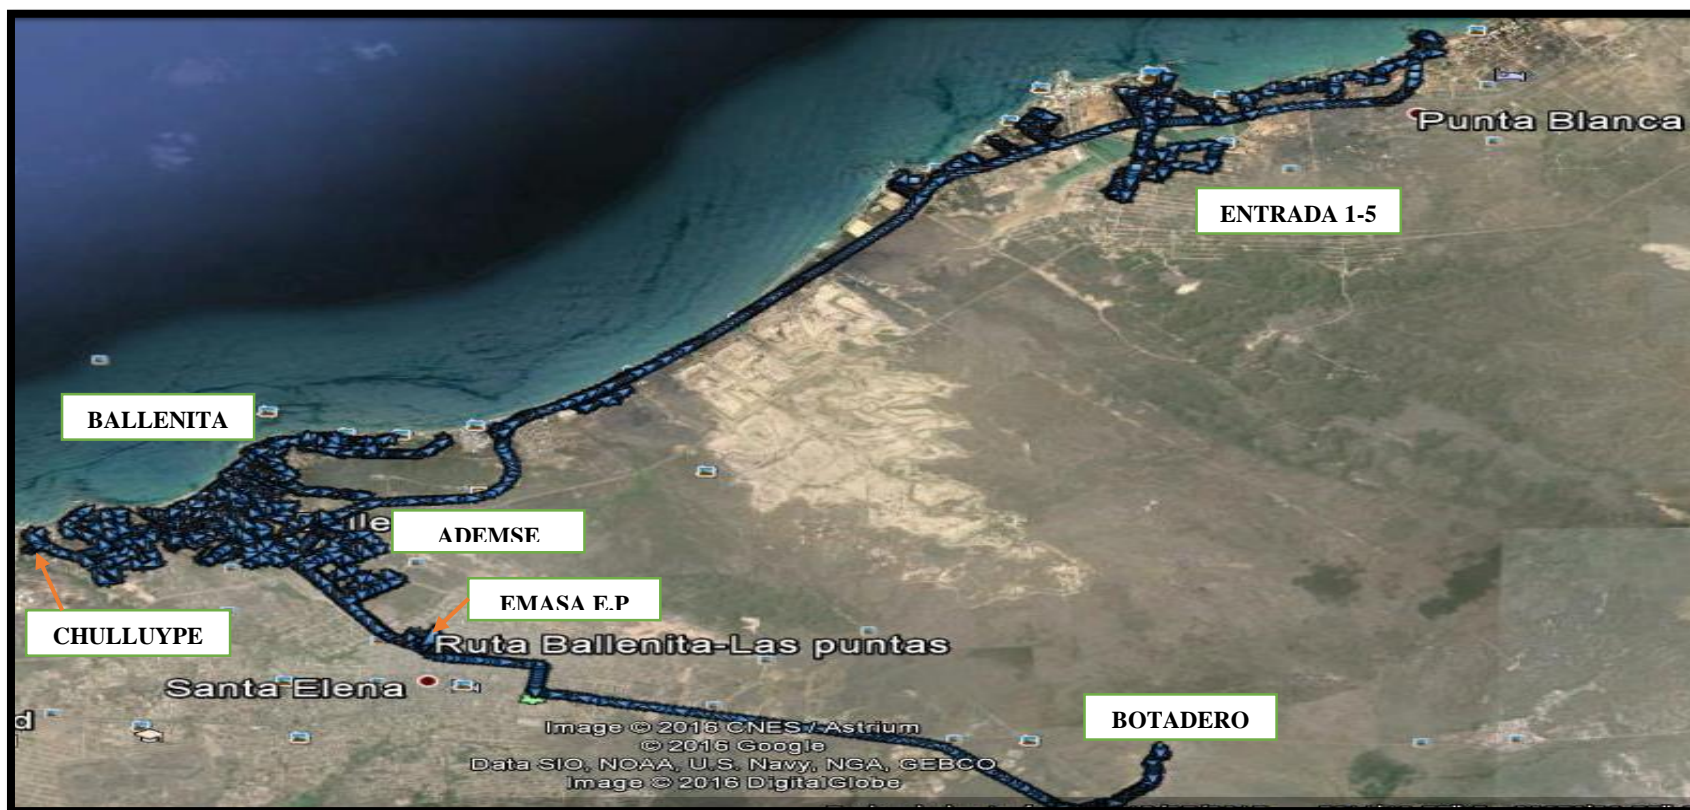 Punta Blanca
ENTRADA 1-5
BALLENITA
ADEMSE
EMASA E.P
CHULLUYPE
Ruta Ballenita-Las puntas
Santa Elena
BOTADERO
Image © 2016 CNES / Astrium
© 2016 Google
Data SIO, NOAA, U.S. Navy, NGA, GEBCO
Image © 2016 DigitalGlobe